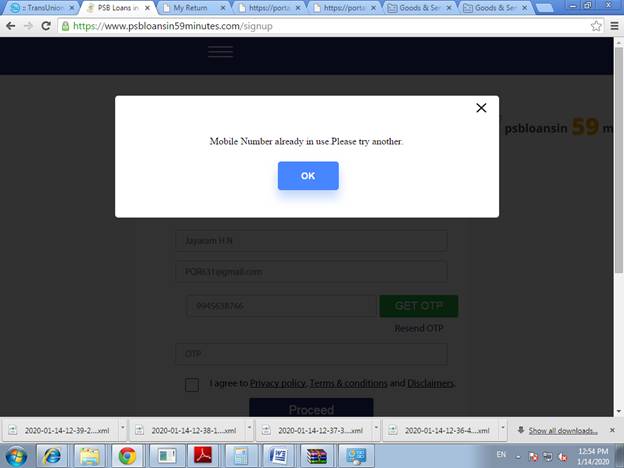 :: TransUnion
PSB Loans in
My Return
https://porta
https://porta
Goods & Ser
Goods & Ser
https://www.psbloansin59minutes.com/signup
Mobile Number already in use.Please try another.
OK
psbloansin 59 m
Jayaram H N
PQR631@gmail.com
9945638766
GET OTP
Resend OTP
OTP
I agree to Privacy policy, Terms & conditions and Disclaimers.
Proceed
2020-01-14-12-39-2....xml
2020-01-14-12-38-1....xml
2020-01-14-12-37-3....xml
2020-01-14-12-36-4....xml
Show all downloads...
EN
12:54 PM
1/14/2020